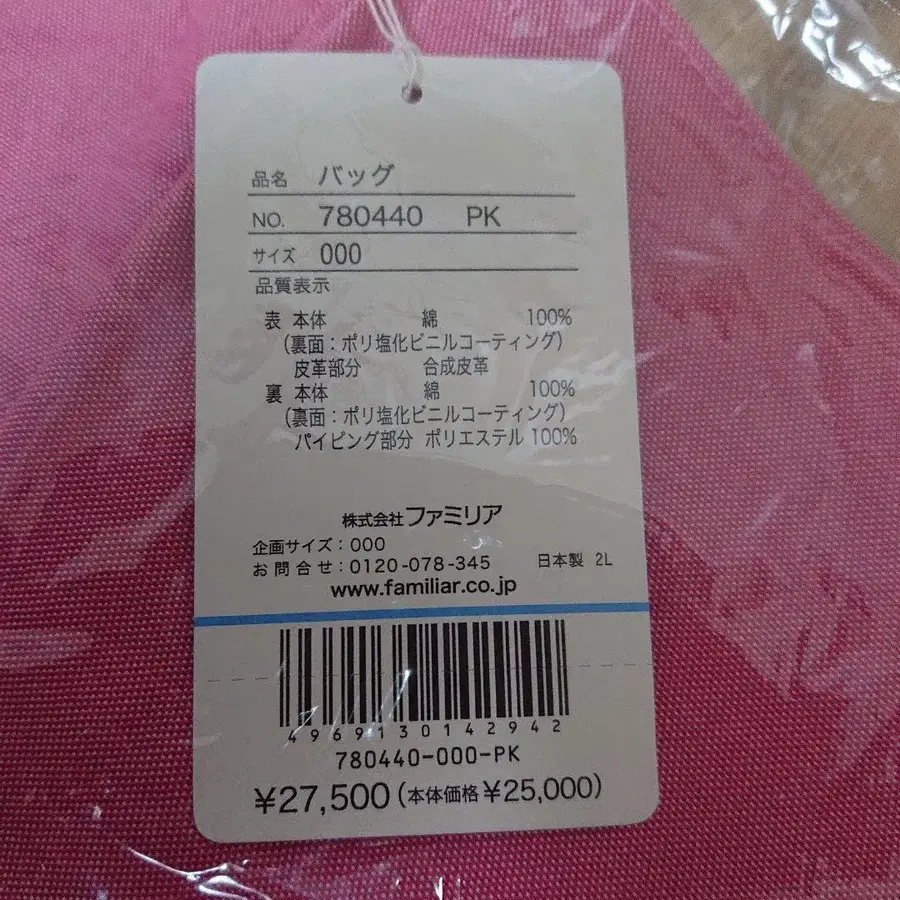 品名 バッグ
NO. 780440 PK
サイズ 000
品質表示
表 本体 綿 100%
(裏面：ポリ塩化ビニルコーティング)
皮革部分 合成皮革
裏 本体 綿 100%
(裏面：ポリ塩化ビニルコーティング)
パイピング部分 ポリエステル 100%
株式会社ファミリア
企画サイズ：000
お問合せ：0120-078-345 日本製 2L
www.familiar.co.jp
4969130142942
780440-000-PK
¥27,500(本体価格¥25,000)